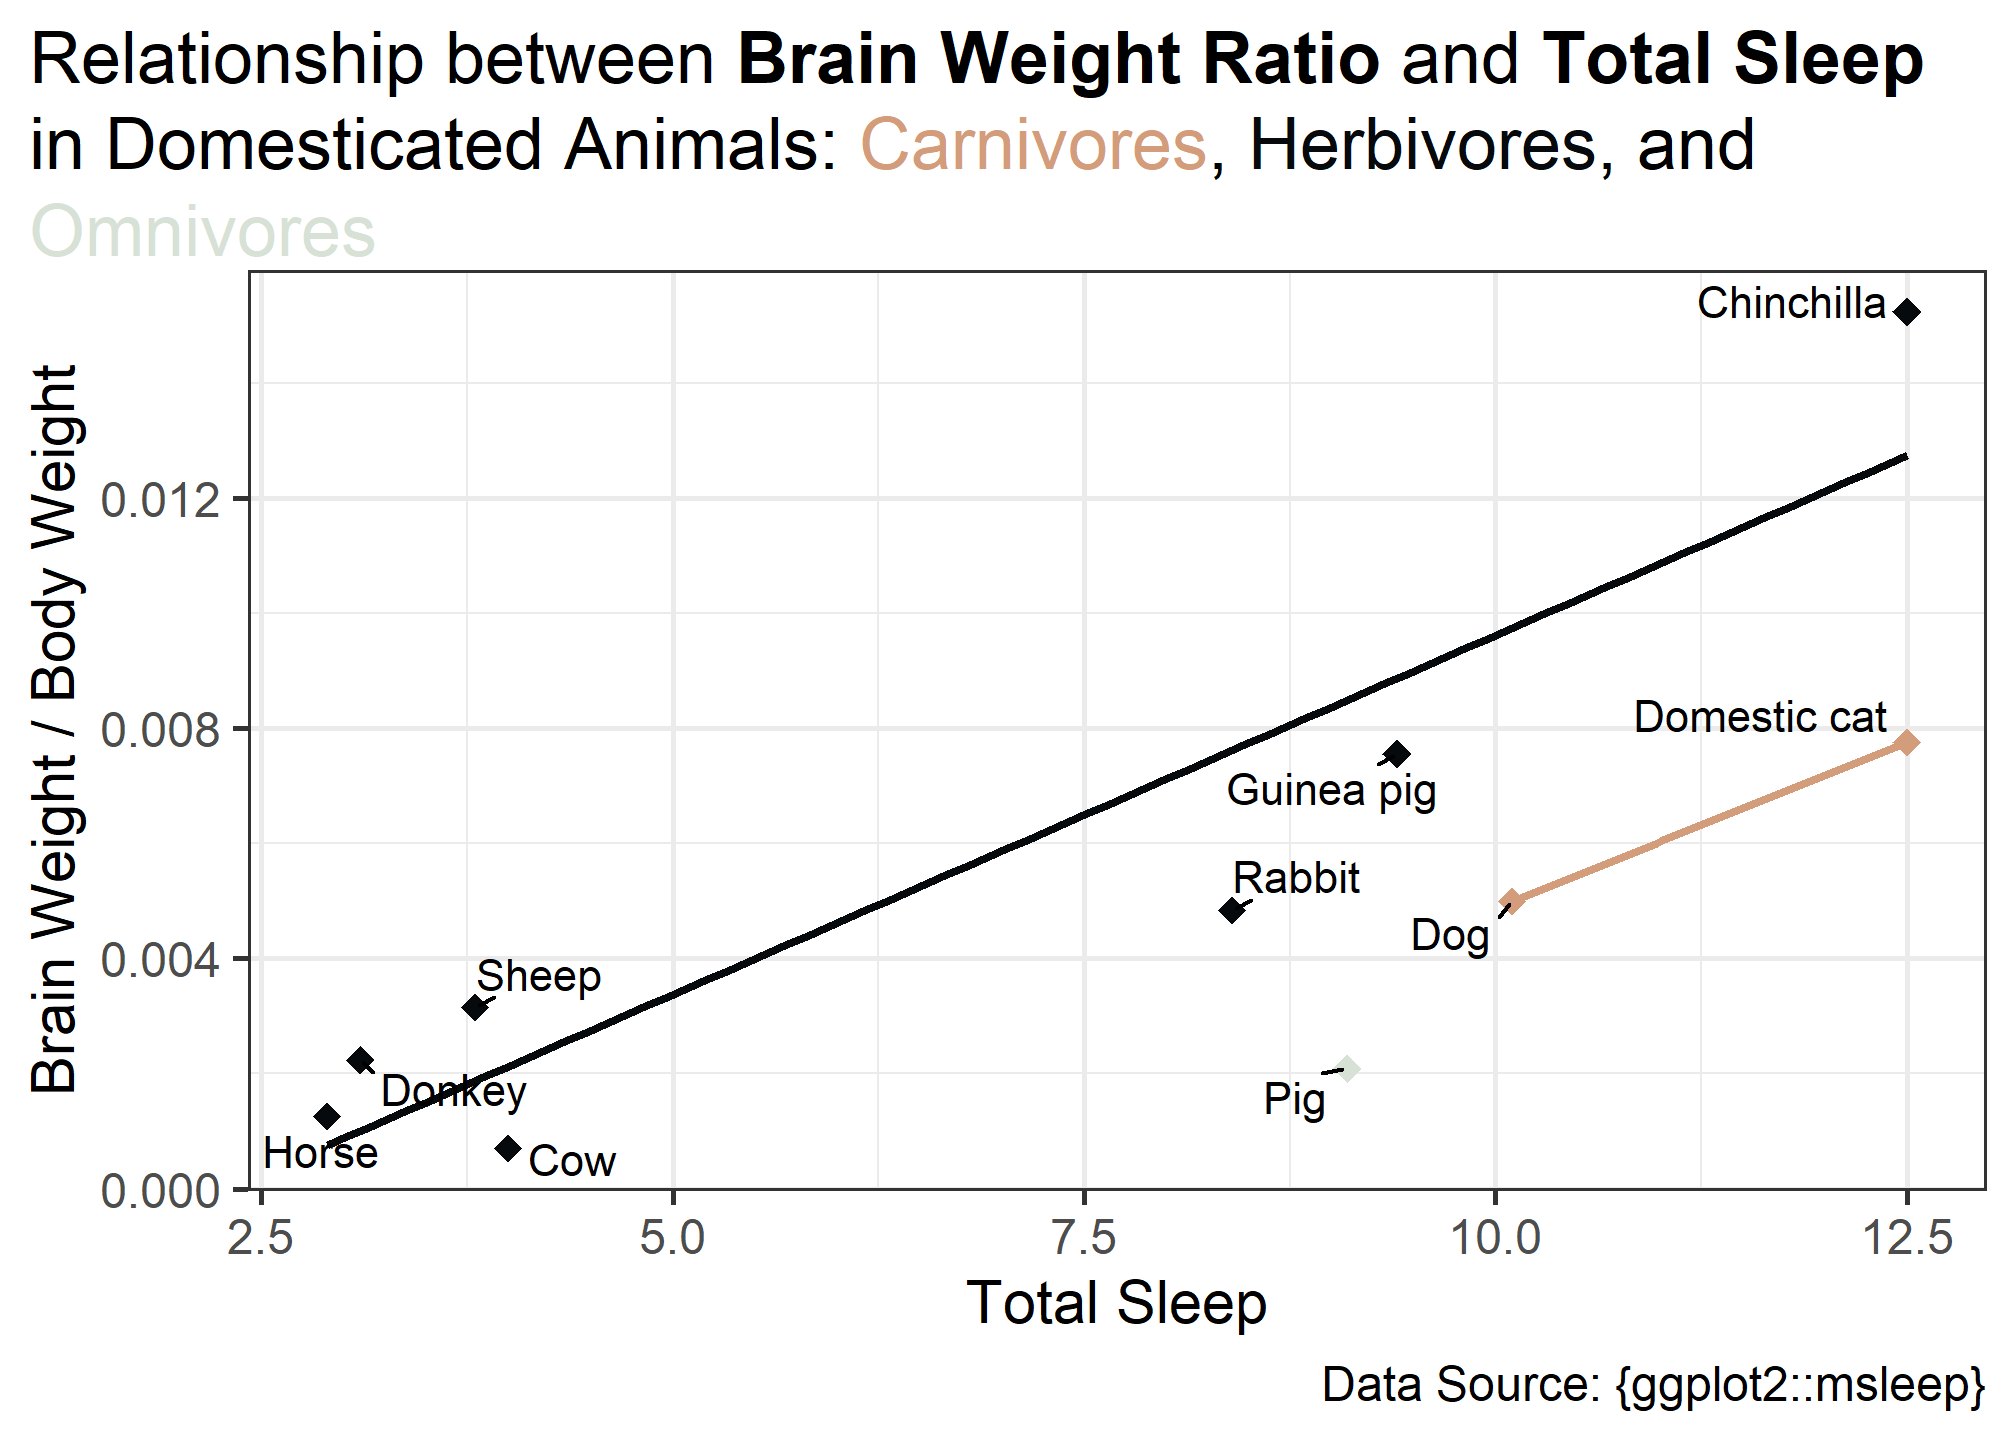 Relationship between Brain Weight Ratio and Total Sleep
in Domesticated Animals: Carnivores, Herbivores, and
Omnivores
Chinchilla
Brain Weight / Body Weight
0.012
Domestic cat
0.008
Guinea pig
Rabbit
Dog
0.004
Sheep
Donkey
Pig
Horse
Cow
0.000
2.5 5.0 7.5 10.0 12.5
Total Sleep
Data Source: {ggplot2::msleep}